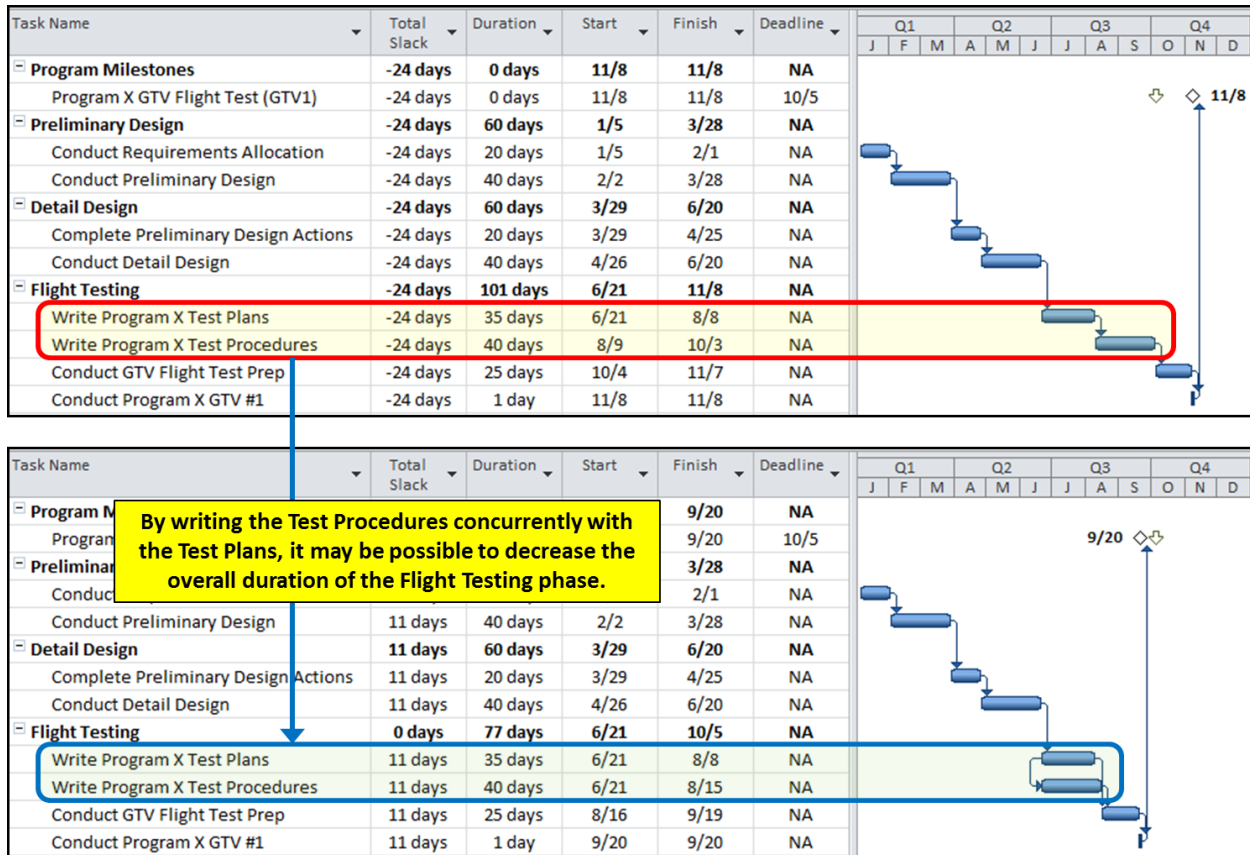 Task Name Total Slack Duration Start Finish Deadline Q1 Q2 Q3 Q4
J F M A M J J A S O N D
Program Milestones -24 days 0 days 11/8 11/8 NA
Program X GTV Flight Test (GTV1) -24 days 0 days 11/8 11/8 10/5 11/8
Preliminary Design -24 days 60 days 1/5 3/28 NA
Conduct Requirements Allocation -24 days 20 days 1/5 2/1 NA
Conduct Preliminary Design -24 days 40 days 2/2 3/28 NA
Detail Design -24 days 60 days 3/29 6/20 NA
Complete Preliminary Design Actions -24 days 20 days 3/29 4/25 NA
Conduct Detail Design -24 days 40 days 4/26 6/20 NA
Flight Testing -24 days 101 days 6/21 11/8 NA
Write Program X Test Plans -24 days 35 days 6/21 8/8 NA
Write Program X Test Procedures -24 days 40 days 8/9 10/3 NA
Conduct GTV Flight Test Prep -24 days 25 days 10/4 11/7 NA
Conduct Program X GTV #1 -24 days 1 day 11/8 11/8 NA
Task Name Total Slack Duration Start Finish Deadline Q1 Q2 Q3 Q4
J F M A M J J A S O N D
Program 9/20 NA
Program 9/20 10/5 9/20
3/28 NA
2/1 NA
By writing the Test Procedures concurrently with
the Test Plans, it may be possible to decrease the
overall duration of the Flight Testing phase.
Conduct Preliminary Design 11 days 40 days 2/2 3/28 NA
Detail Design 11 days 60 days 3/29 6/20 NA
Complete Preliminary Design Actions 11 days 20 days 3/29 4/25 NA
Conduct Detail Design 11 days 40 days 4/26 6/20 NA
Flight Testing 0 days 77 days 6/21 10/5 NA
Write Program X Test Plans 11 days 35 days 6/21 8/8 NA
Write Program X Test Procedures 11 days 40 days 6/21 8/15 NA
Conduct GTV Flight Test Prep 11 days 25 days 8/16 9/19 NA
Conduct Program X GTV #1 11 days 1 day 9/20 9/20 NA